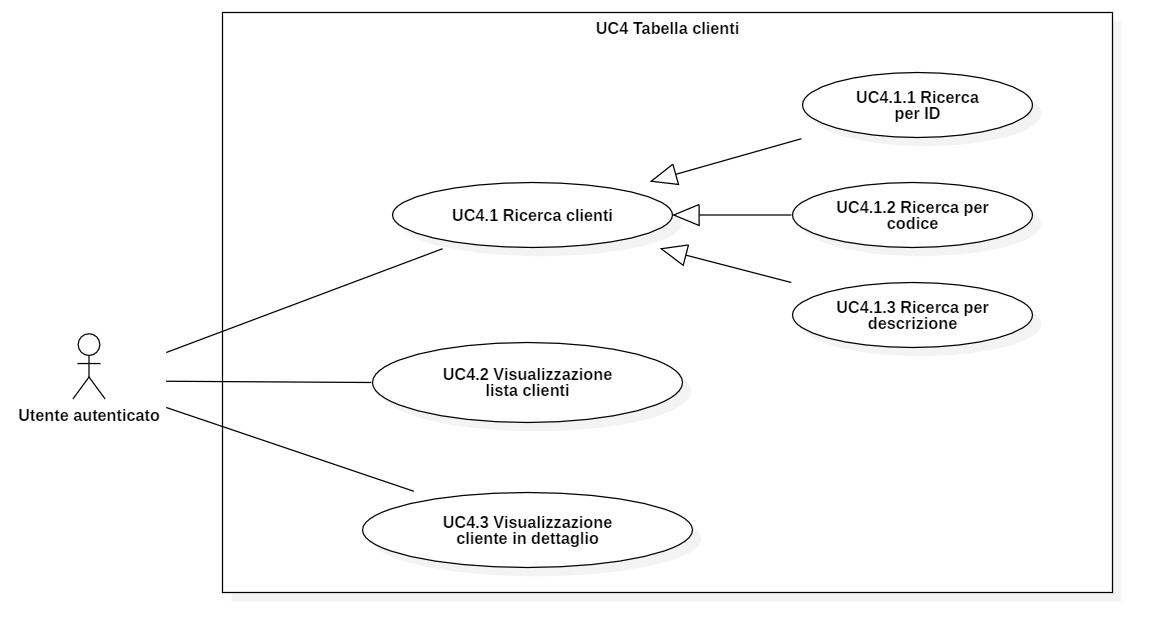 UC4 Tabella clienti
UC4.1.1 Ricerca
per ID
UC4.1 Ricerca clienti
UC4.1.2 Ricerca per
codice
UC4.1.3 Ricerca per
descrizione
Utente autenticato
UC4.2 Visualizzazione
lista clienti
UC4.3 Visualizzazione
cliente in dettaglio